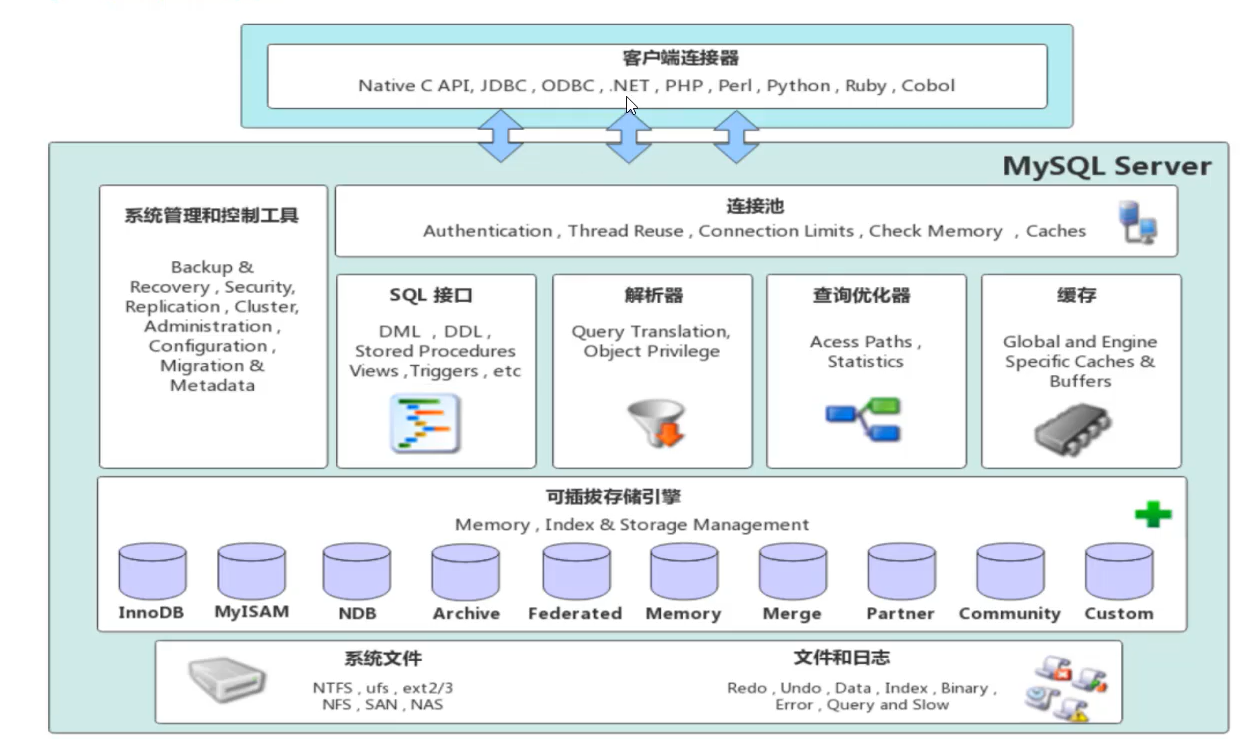 客户端连接器
Native C API, JDBC , ODBC , .NET , PHP , Perl , Python , Ruby , Cobol
MySQL Server
系统管理和控制工具
Backup &
Recovery , Security,
Replication , Cluster,
Administration ,
Configuration ,
Migration &
Metadata
连接池
Authentication , Thread Reuse , Connection Limits , Check Memory , Caches
SQL 接口
DML , DDL ,
Stored Procedures
Views , Triggers , etc
解析器
Query Translation,
Object Privilege
查询优化器
Acess Paths ,
Statistics
缓存
Global and Engine
Specific Caches &
Buffers
可插拔存储引擎
Memory , Index & Storage Management
InnoDB
MyISAM
NDB
Archive
Federated
Memory
Merge
Partner
Community
Custom
系统文件
NTFS , ufs , ext2/3
NFS , SAN , NAS
文件和日志
Redo , Undo , Data , Index , Binary ,
Error , Query and Slow